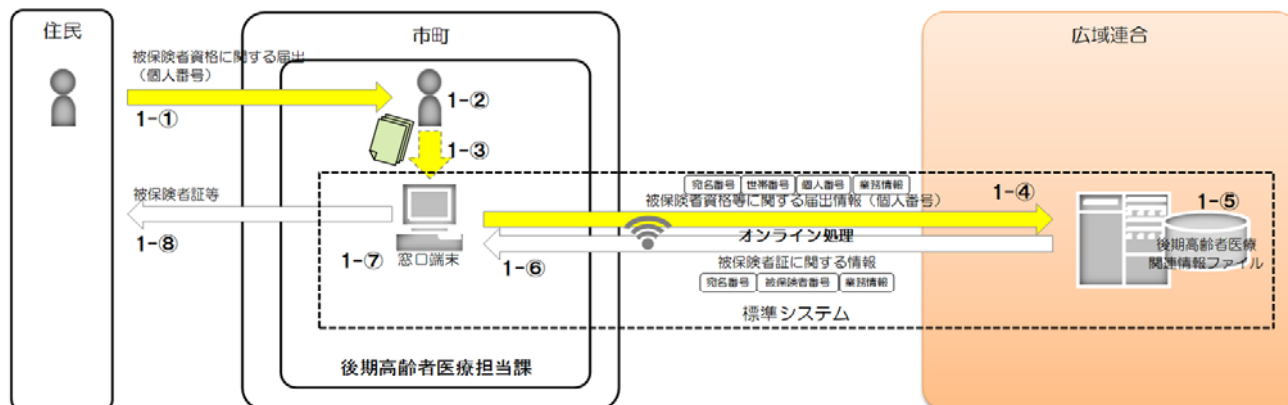 住民
市町
広域連合
被保険者資格に関する届出
（個人番号）
1-①
1-②
1-③
宛名番号 世帯番号 個人番号 業務情報
被保険者資格等に関する届出情報（個人番号）
1-④
1-⑤
被保険者証等
1-⑧
オンライン処理
1-⑦
窓口端末
1-⑥
被保険者証に関する情報
宛名番号 被保険者番号 業務情報
後期高齢者医療
関連情報ファイル
標準システム
後期高齢者医療担当課